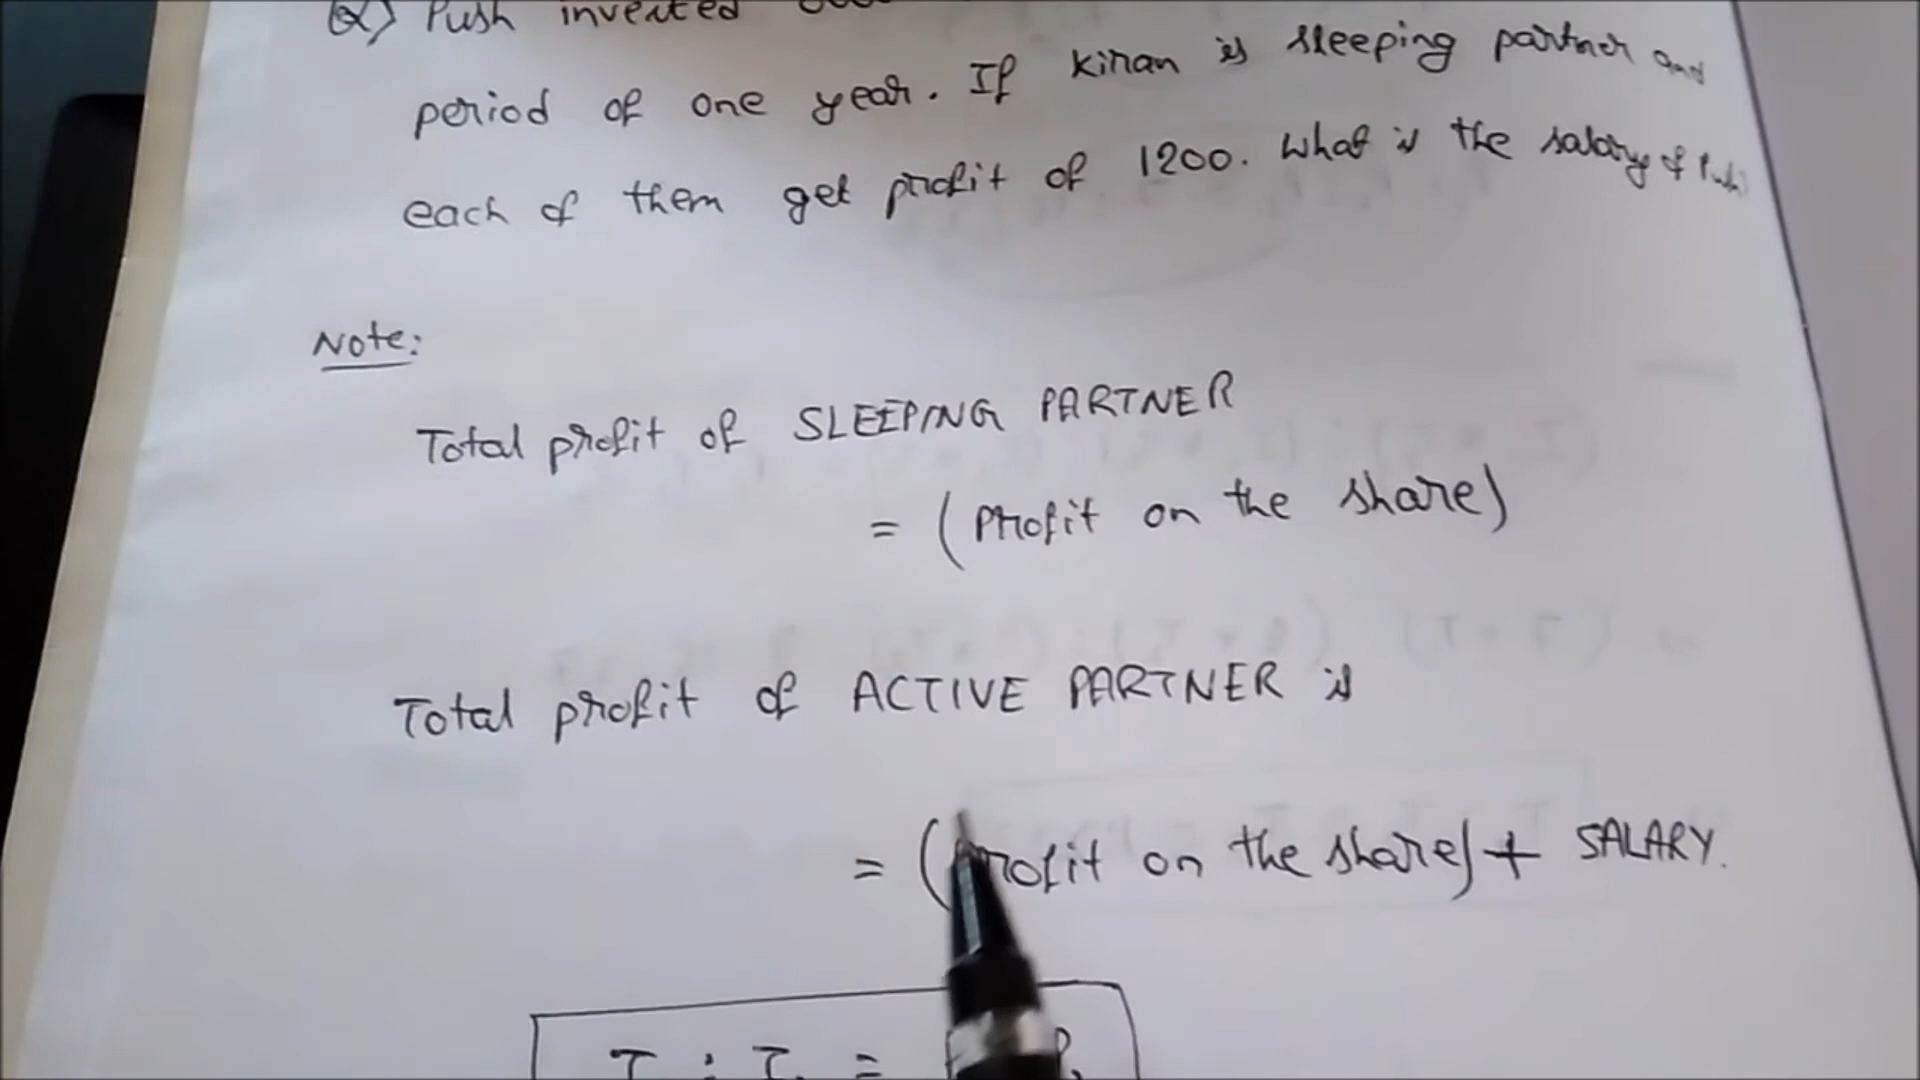 Q) Push invested
period of one year. If kiran is sleeping partner and
each of them get profit of 1200. What is the salary of
Note:
Total profit of SLEEPING PARTNER
= (Profit on the share)
Total profit of ACTIVE PARTNER is
= (Profit on the share) + SALARY.
I : I =